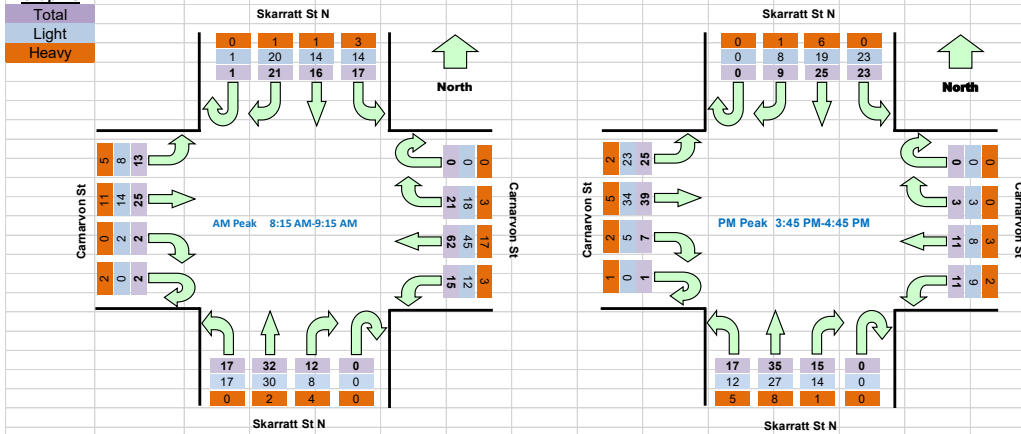 Total
Light
Heavy
Skarratt St N
0 1 1 3
1 20 14 14
1 21 16 17
North
Carnarvon St
5 8 13
11 14 25
0 2 2
2 0 2
AM Peak 8:15 AM-9:15 AM
0 0 0
21 18 3
62 45 17
15 12 3
Carnarvon St
17 32 12 0
17 30 8 0
0 2 4 0
Skarratt St N
Skarratt St N
0 1 6 0
0 8 19 23
0 9 25 23
North
Carnarvon St
2 23 25
5 34 39
2 5 7
1 0 1
PM Peak 3:45 PM-4:45 PM
0 0 0
3 3 0
11 8 3
11 9 2
Carnarvon St
17 35 15 0
12 27 14 0
5 8 1 0
Skarratt St N